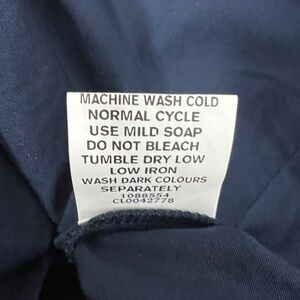 MACHINE WASH COLD
NORMAL CYCLE
USE MILD SOAP
DO NOT BLEACH
TUMBLE DRY LOW
LOW IRON
WASH DARK COLOURS
SEPARATELY
1088554
CL0042778